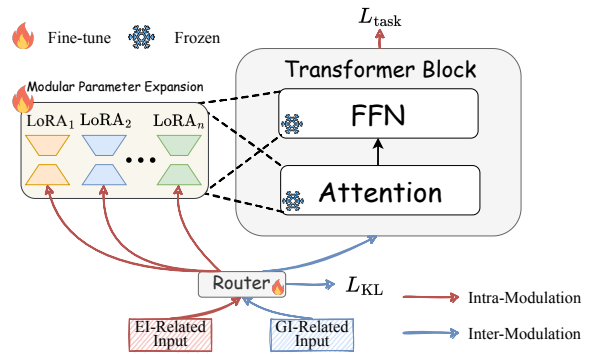 L_task
Fine-tune
Frozen
Transformer Block
Modular Parameter Expansion
LoRA_1
LoRA_2
LoRA_n
FFN
Attention
Router
L_KL
EI-Related
Input
GI-Related
Input
Intra-Modulation
Inter-Modulation